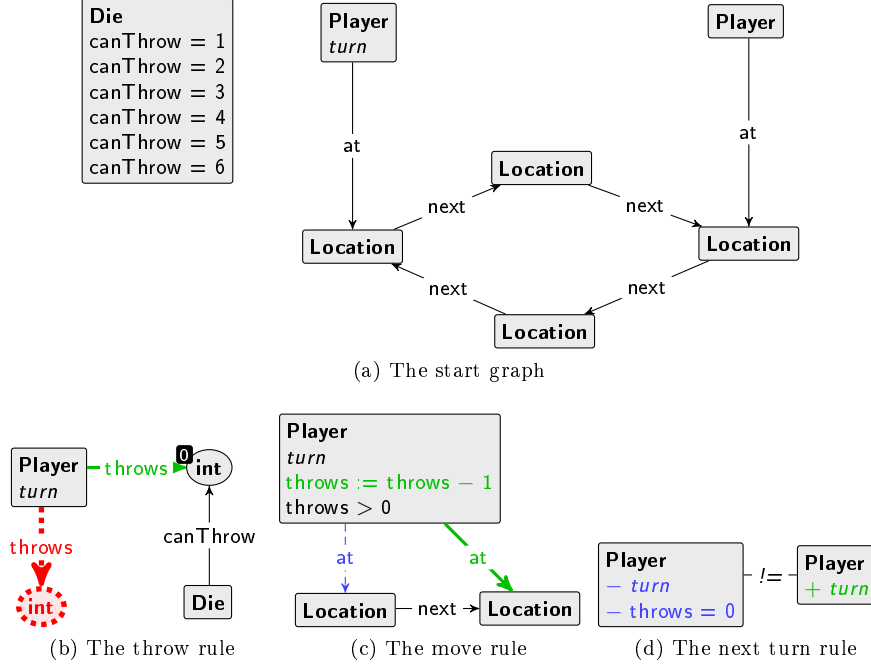 Die
canThrow = 1
canThrow = 2
canThrow = 3
canThrow = 4
canThrow = 5
canThrow = 6
Player
turn
Player
at
at
Location
next
next
Location
Location
next
next
Location
(a) The start graph
Player
turn
throws
0
int
throws
canThrow
int
Die
(b) The throw rule
Player
turn
throws := throws − 1
throws > 0
at
at
Location
next
Location
(c) The move rule
Player
− turn
− throws = 0
!=
Player
+ turn
(d) The next turn rule